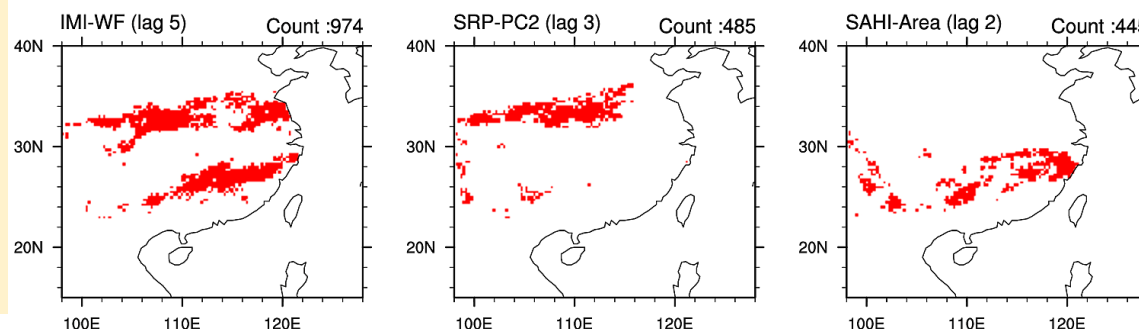 IMI-WF (lag 5) Count :974
SRP-PC2 (lag 3) Count :485
SAHI-Area (lag 2) Count :445
40N
30N
20N
100E 110E 120E
40N
30N
20N
100E 110E 120E
40N
30N
20N
100E 110E 120E